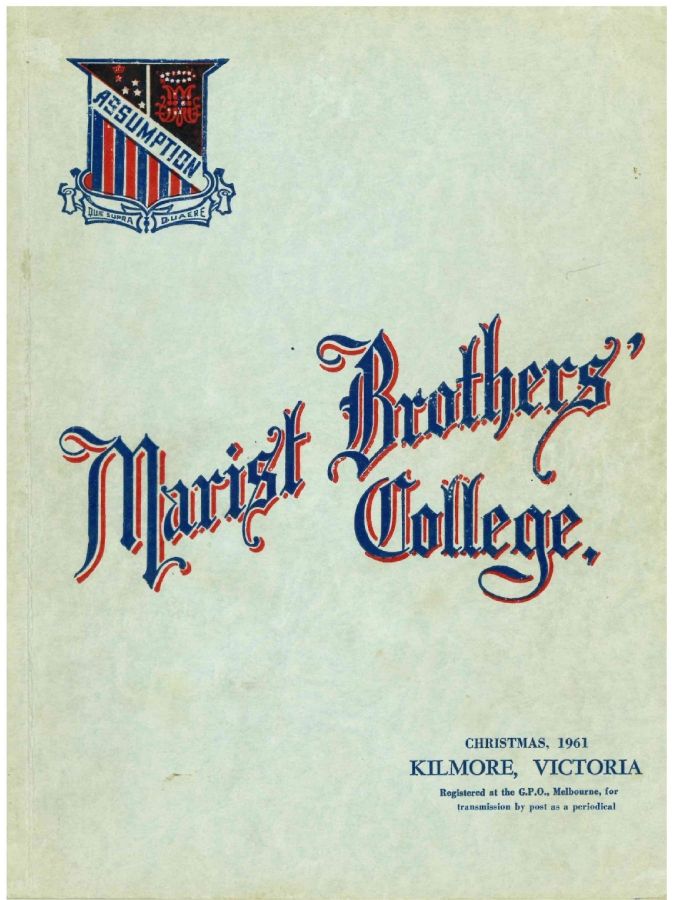 ASSUMPTION
QUE SUPRA QUAERE
Marist Brothers'
College.
CHRISTMAS, 1961
KILMORE, VICTORIA
Registered at the G.P.O., Melbourne, for
transmission by post as a periodical